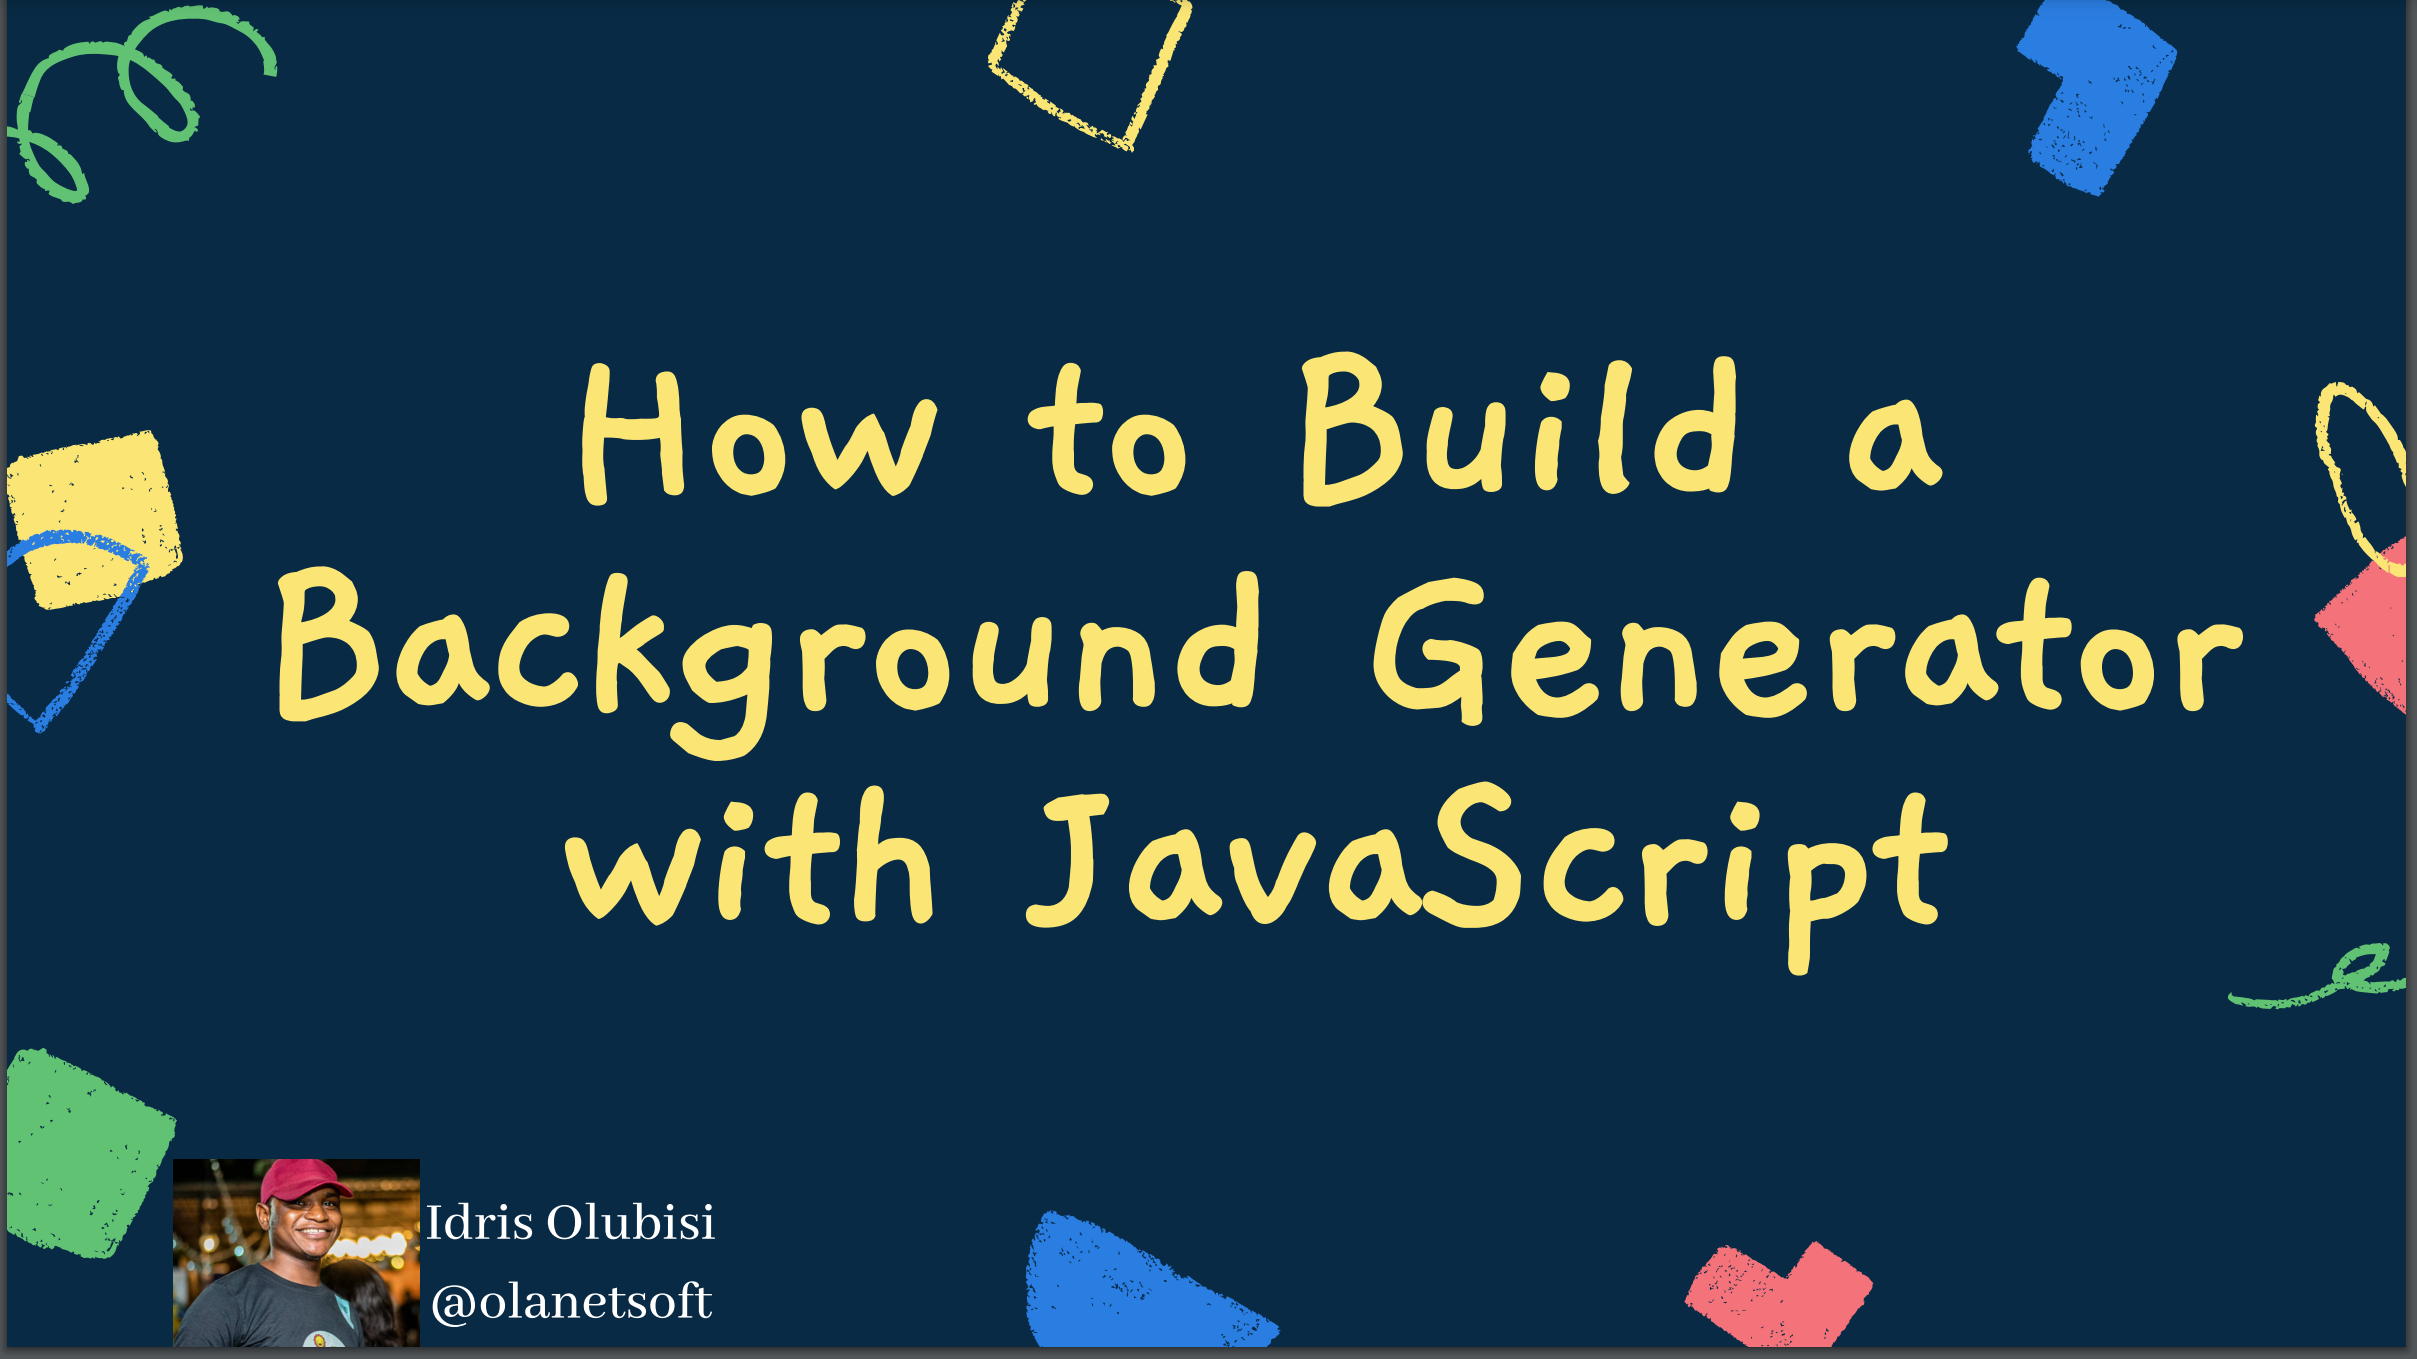 How to Build a
Background Generator
with JavaScript
Idris Olubisi
@olanetsoft